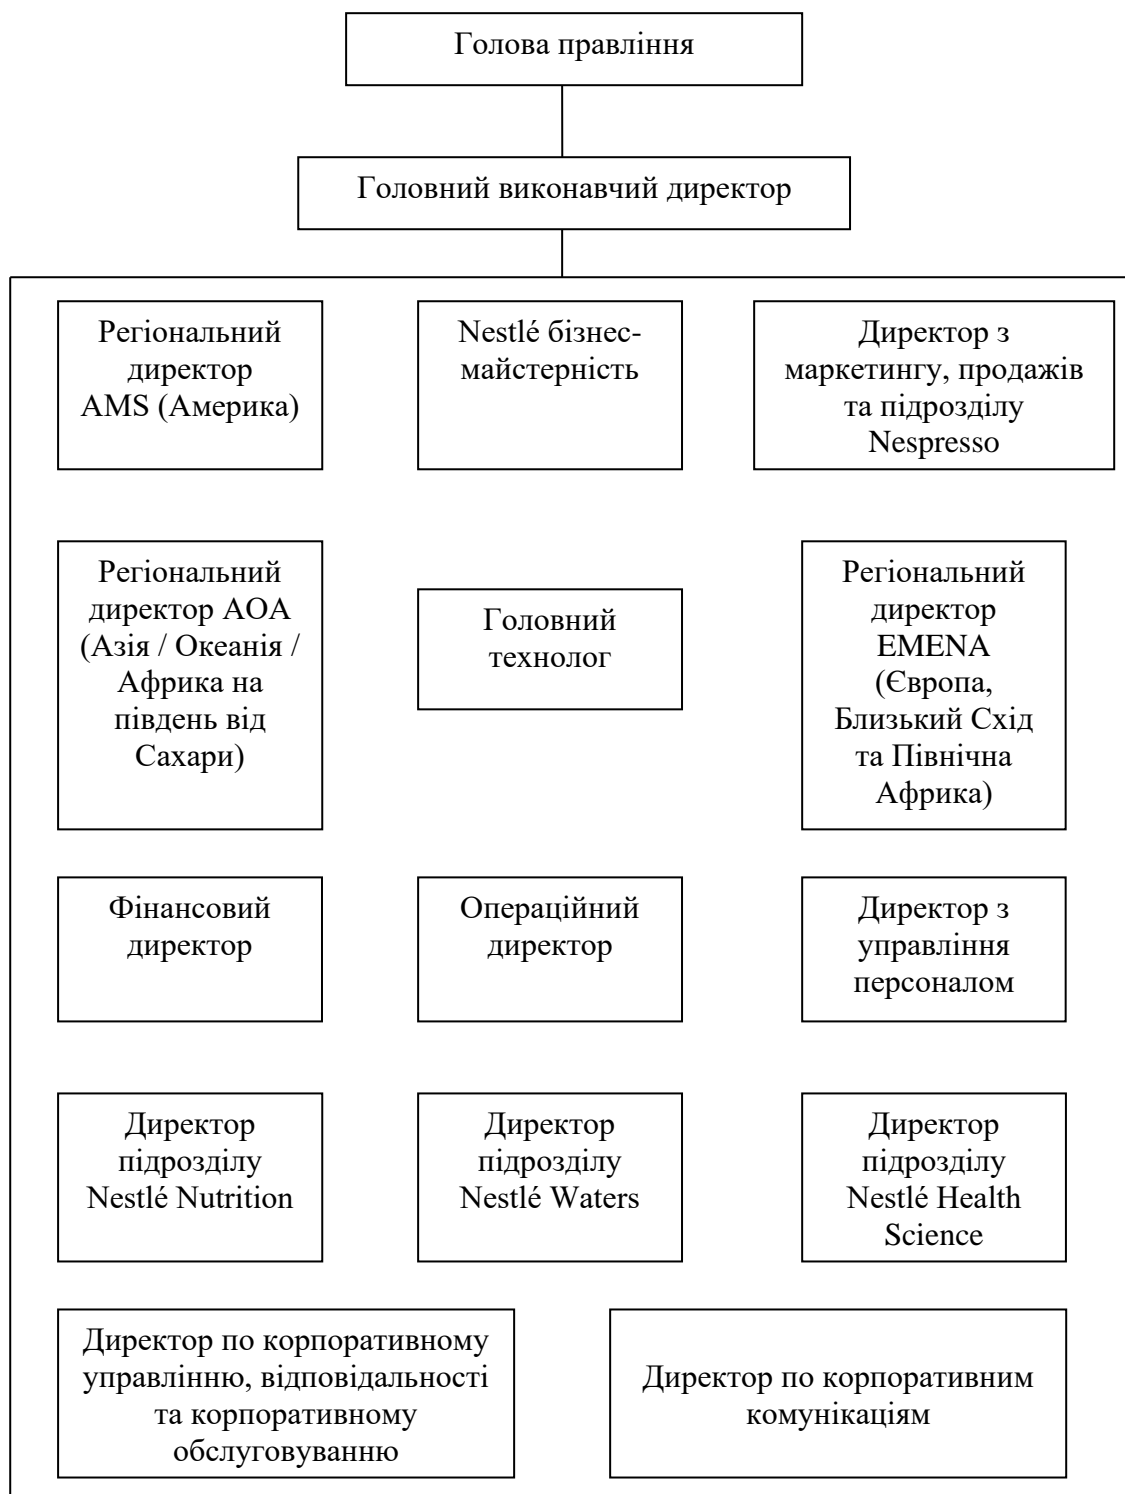 Голова правління
Головний виконавчий директор
Регіональний
директор
AMS (Америка)
Nestlé бізнес-
майстерність
Директор з
маркетингу, продажів
та підрозділу
Nespresso
Регіональний
директор АОА
(Азія / Океанія /
Африка на
південь від
Сахари)
Головний
технолог
Регіональний
директор
EMENA
(Європа,
Близький Схід
та Північна
Африка)
Фінансовий
директор
Операційний
директор
Директор з
управління
персоналом
Директор
підрозділу
Nestlé Nutrition
Директор
підрозділу
Nestlé Waters
Директор
підрозділу
Nestlé Health
Science
Директор по корпоративному
управлінню, відповідальності
та корпоративному
обслуговуванню
Директор по корпоративним
комунікаціям